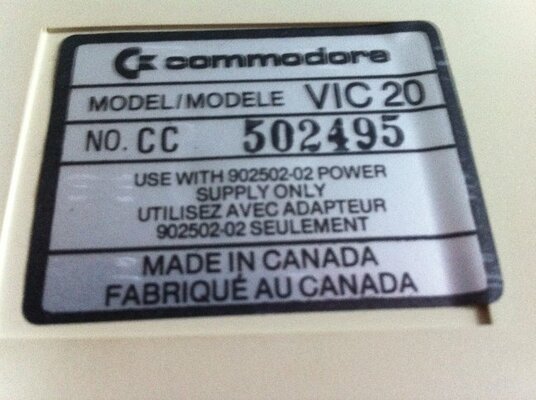 commodore
MODEL/MODELE VIC 20
NO. CC 502495
USE WITH 902502-02 POWER
SUPPLY ONLY
UTILISEZ AVEC ADAPTEUR
902502-02 SEULEMENT
MADE IN CANADA
FABRIQUÉ AU CANADA